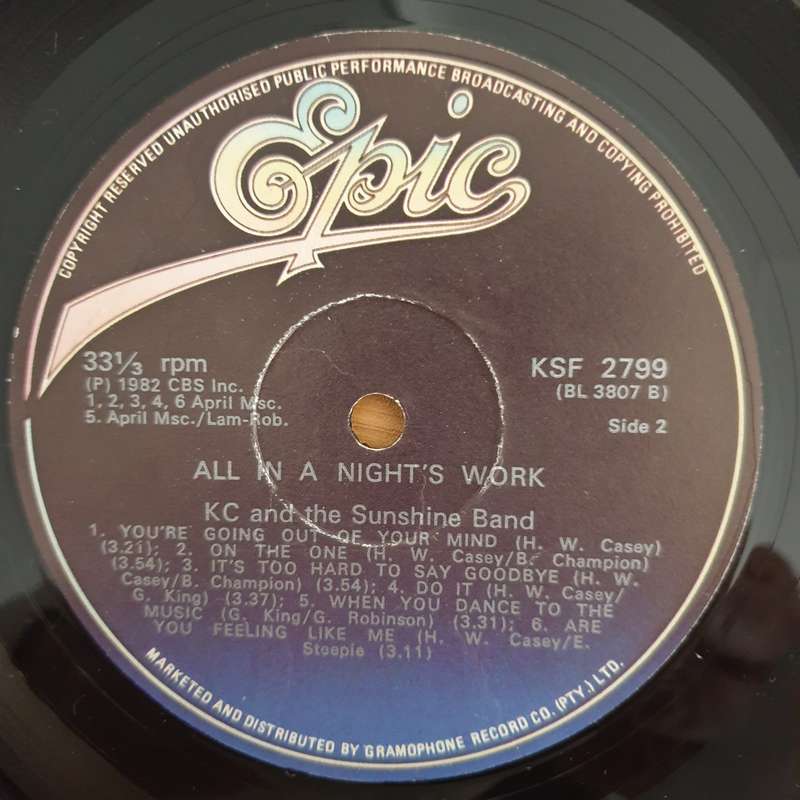 COPYRIGHT RESERVED UNAUTHORISED PUBLIC PERFORMANCE BROADCASTING AND COPYING PROHIBITED
Epic
33⅓ rpm
(P) 1982 CBS Inc.
1, 2, 3, 4, 6 April Msc.
5. April Msc./Lam-Rob.
KSF 2799
(BL 3807 B)
Side 2
ALL IN A NIGHT'S WORK
KC and the Sunshine Band
1. YOU'RE GOING OUT OF YOUR MIND (H. W. Casey)
(3.21); 2. ON THE ONE (H. W. Casey/B. Champion)
(3.54); 3. IT'S TOO HARD TO SAY GOODBYE (H. W.
Casey/B. Champion) (3.54); 4. DO IT (H. W. Casey/
G. King) (3.37); 5. WHEN YOU DANCE TO THE
MUSIC (G. King/G. Robinson) (3.31); 6. ARE
YOU FEELING LIKE ME (H. W. Casey/E.
Steepie (3.11)
MARKETED AND DISTRIBUTED BY GRAMOPHONE RECORD CO. (PTY.) LTD.